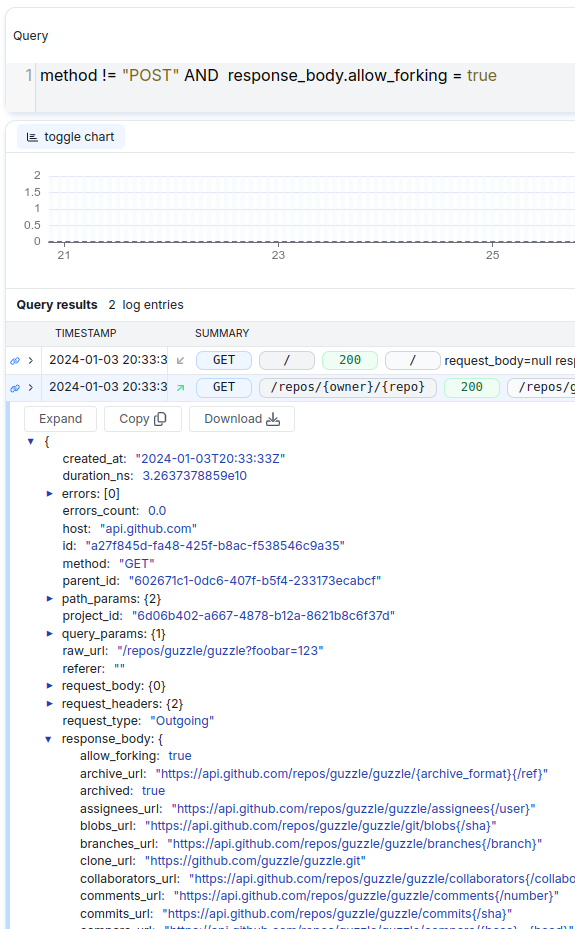 Query
1 method != "POST" AND response_body.allow_forking = true
toggle chart
2
1.5
1
0.5
0
21 23 25
Query results 2 log entries
TIMESTAMP SUMMARY
2024-01-03 20:33:3 GET / 200 / request_body=null
2024-01-03 20:33:3 GET /repos/{owner}/{repo} 200
Expand Copy Download
{
created_at: "2024-01-03T20:33:33Z"
duration_ns: 3.2637378859e10
errors: [0]
errors_count: 0.0
host: "api.github.com"
id: "a27f845d-fa48-425f-b8ac-f538546c9a35"
method: "GET"
parent_id: "602671c1-0dc6-407f-b5f4-233173ecabcf"
path_params: {2}
project_id: "6d06b402-a667-4878-b12a-8621b8c6f37d"
query_params: {1}
raw_url: "/repos/guzzle/guzzle?foobar=123"
referer: ""
request_body: {0}
request_headers: {2}
request_type: "Outgoing"
response_body: {
allow_forking: true
archive_url: "https://api.github.com/repos/guzzle/guzzle/{archive_format}{/ref}"
archived: true
assignees_url: "https://api.github.com/repos/guzzle/guzzle/assignees{/user}"
blobs_url: "https://api.github.com/repos/guzzle/guzzle/git/blobs{/sha}"
branches_url: "https://api.github.com/repos/guzzle/guzzle/branches{/branch}"
clone_url: "https://github.com/guzzle/guzzle.git"
collaborators_url: "https://api.github.com/repos/guzzle/guzzle/collaborators{/collabo
comments_url: "https://api.github.com/repos/guzzle/guzzle/comments{/number}"
commits_url: "https://api.github.com/repos/guzzle/guzzle/commits{/sha}"